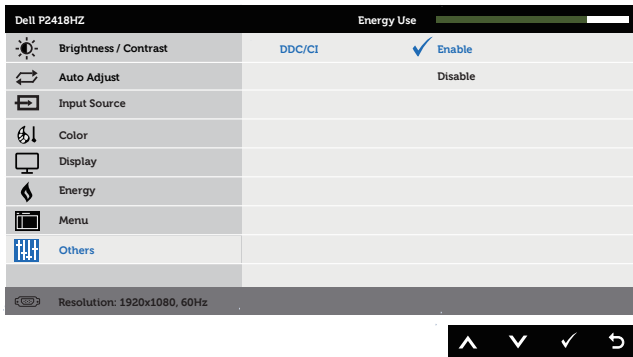 Dell P2418HZ Energy Use
Brightness / Contrast DDC/CI Enable
Auto Adjust Disable
Input Source
Color
Display
Energy
Menu
Others
Resolution: 1920x1080, 60Hz